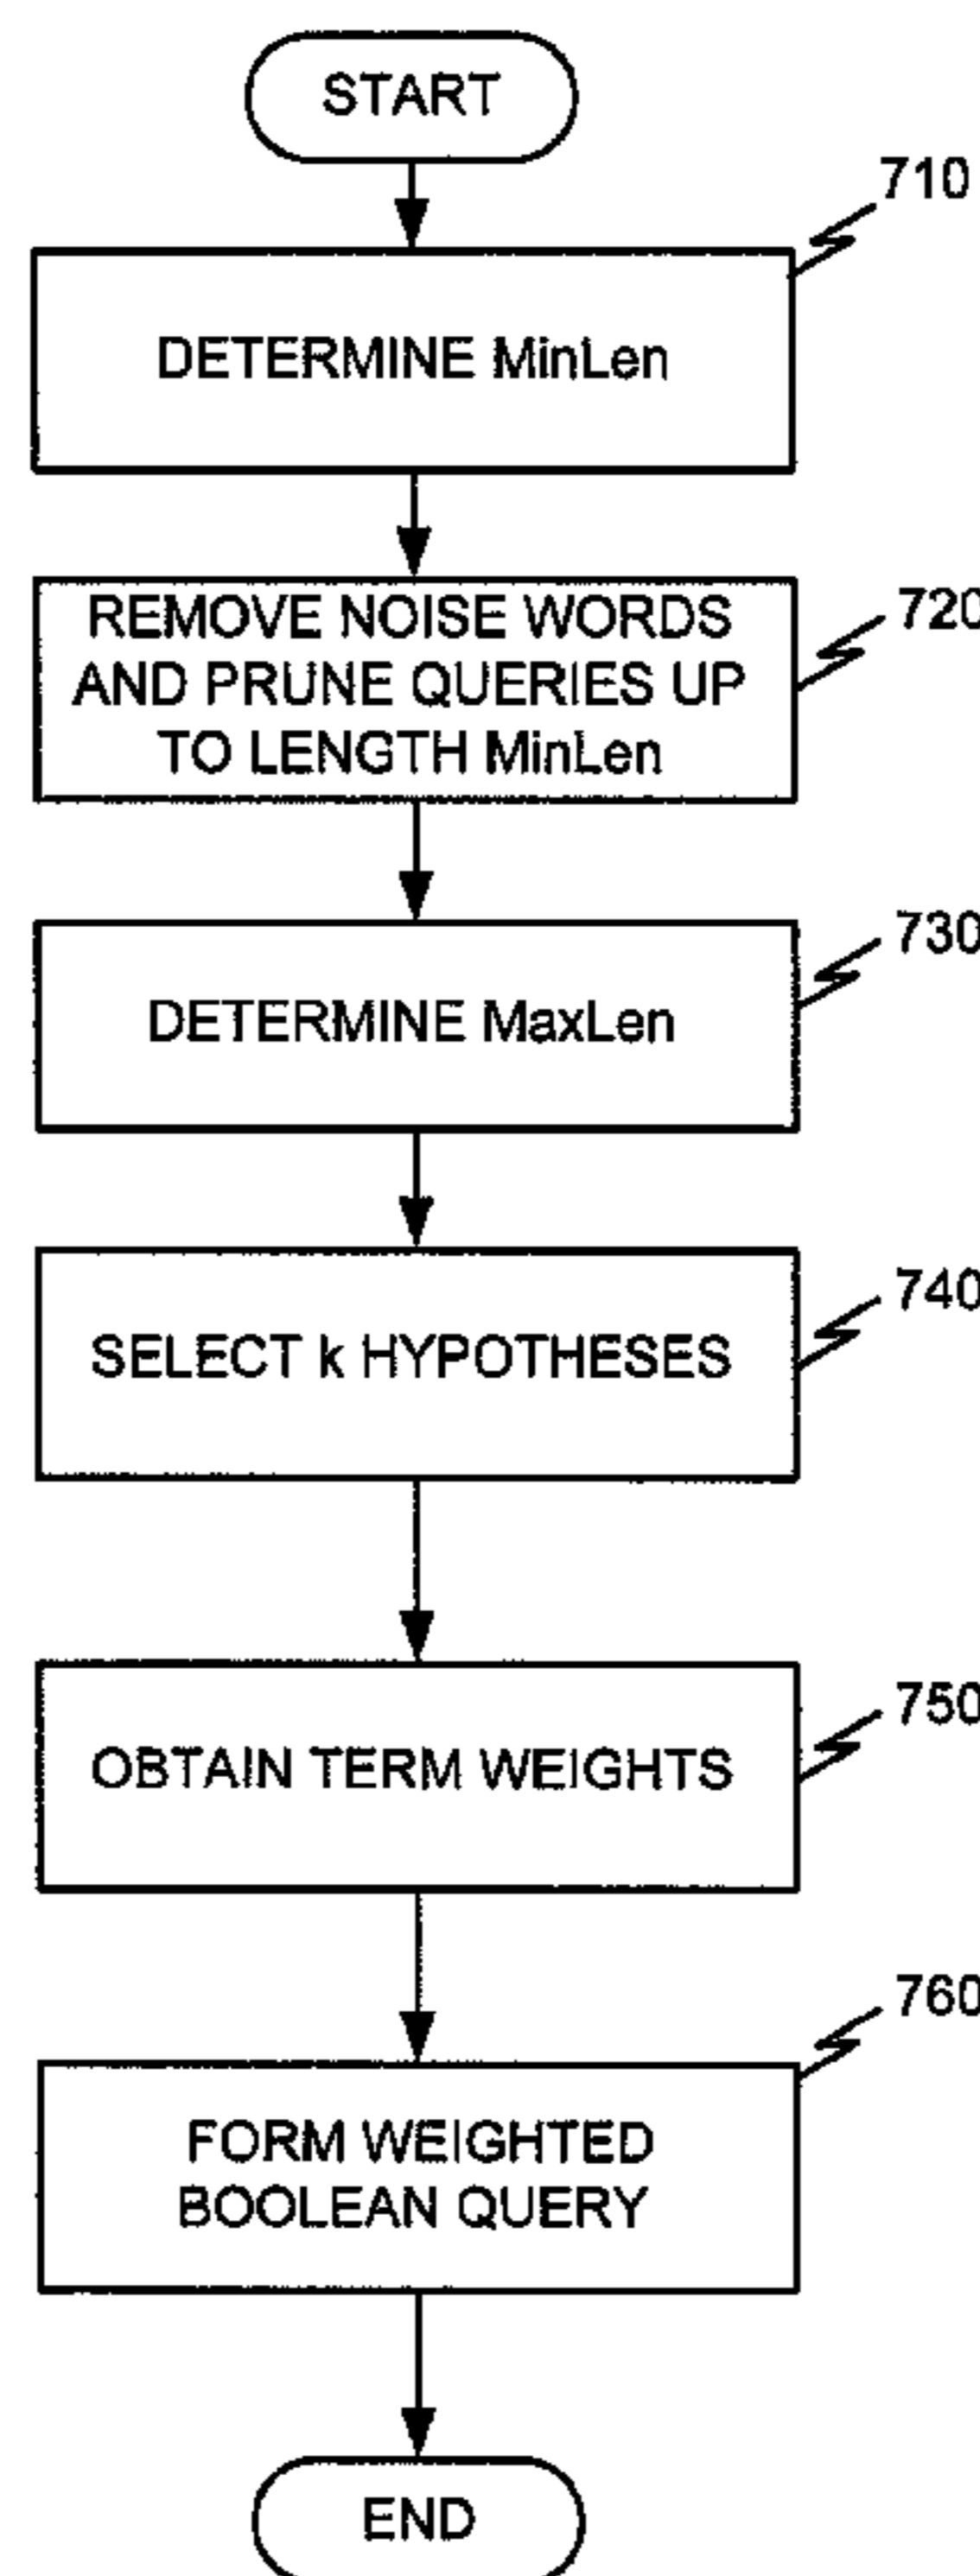 START
710
DETERMINE MinLen
REMOVE NOISE WORDS
AND PRUNE QUERIES UP
TO LENGTH MinLen
720
730
DETERMINE MaxLen
740
SELECT k HYPOTHESES
750
OBTAIN TERM WEIGHTS
760
FORM WEIGHTED
BOOLEAN QUERY
END